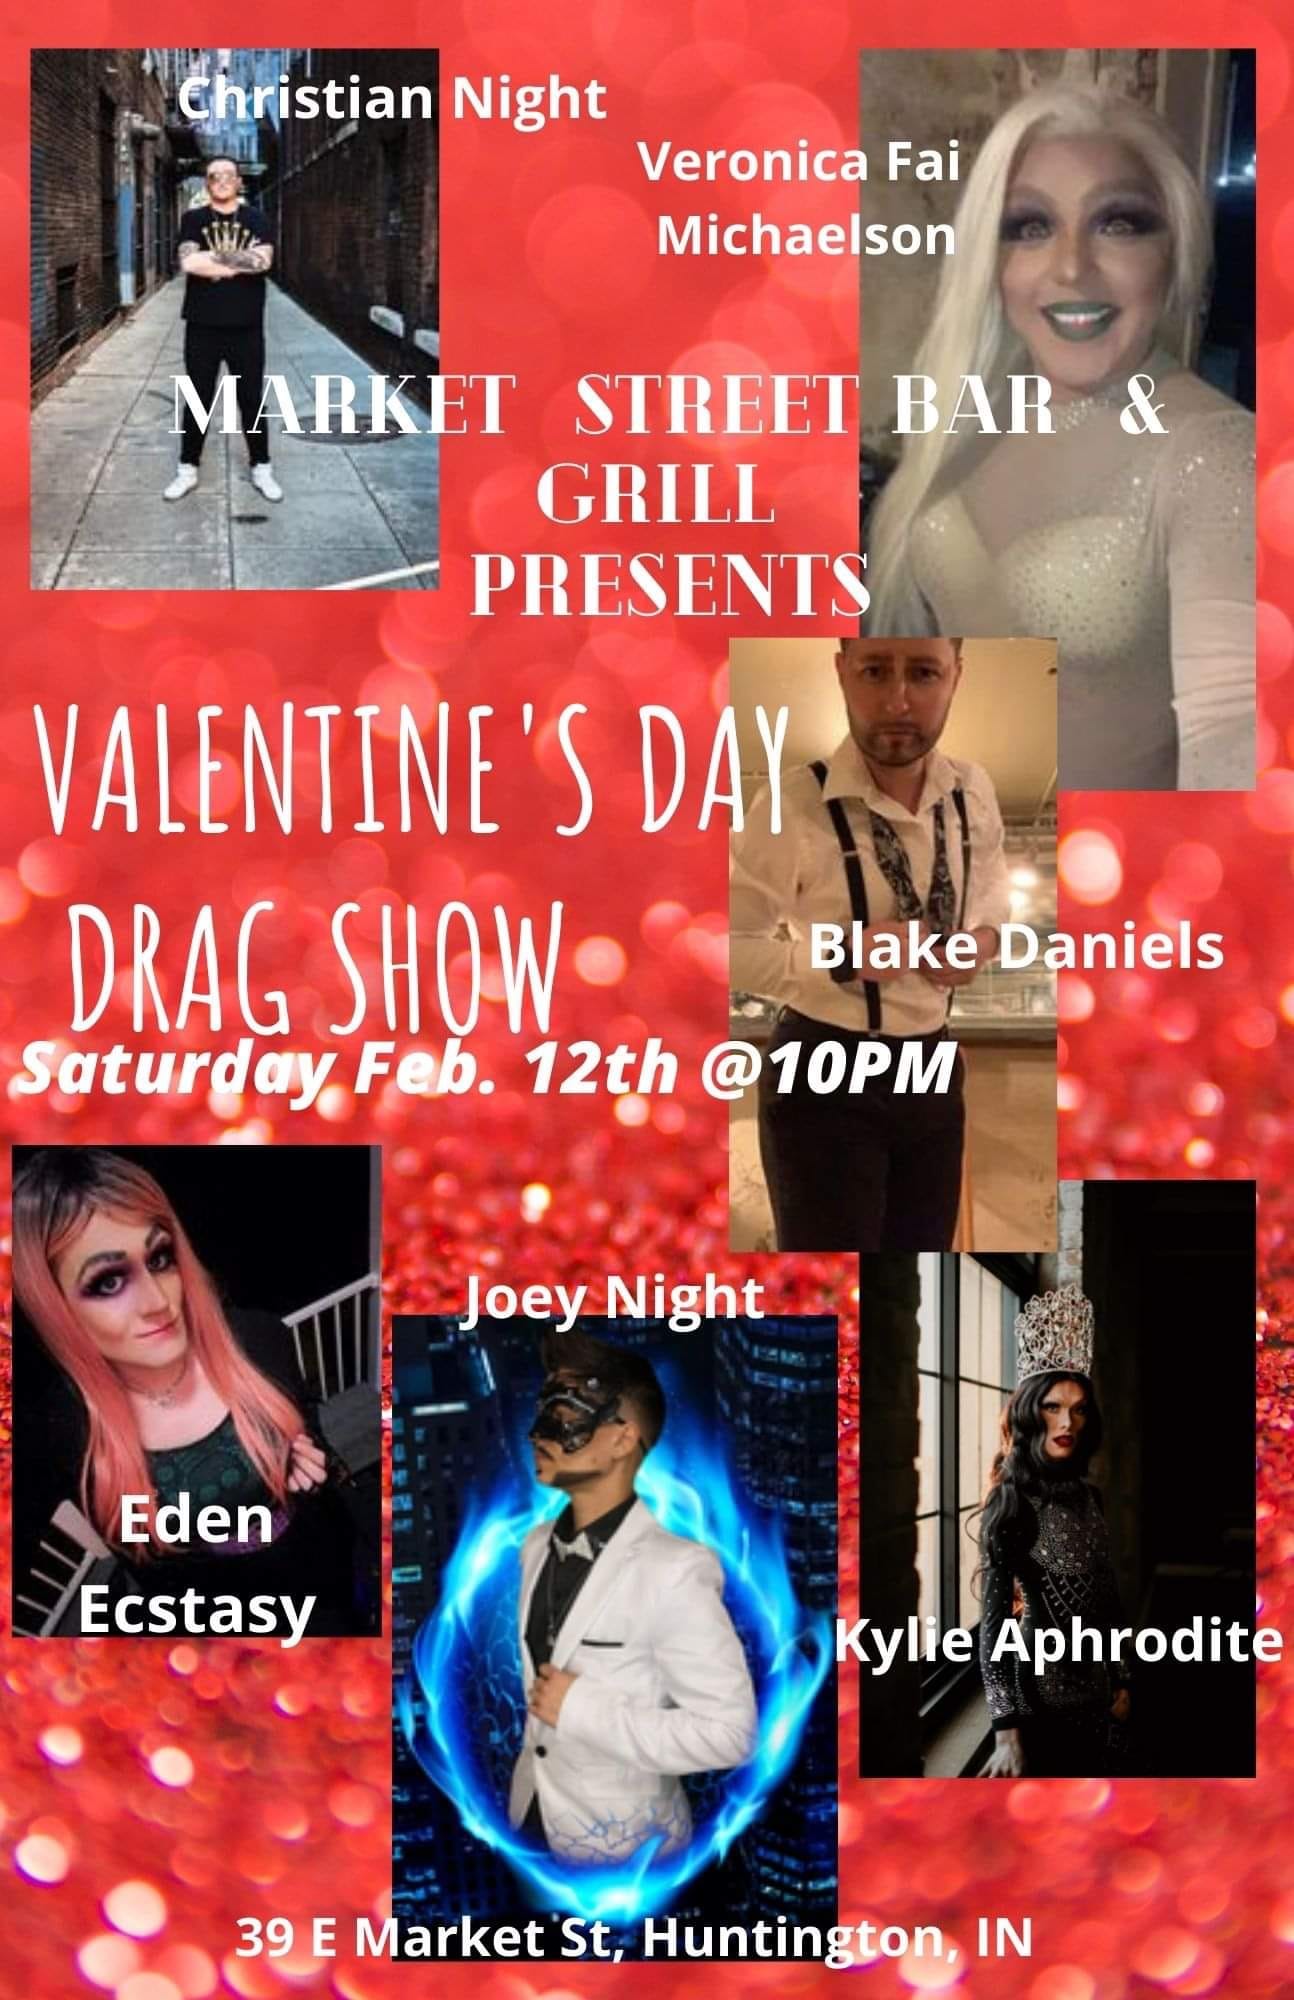 Christian Night
Veronica Fai
Michaelson
MARKET STREET BAR &
GRILL
PRESENTS
VALENTINE'S DAY
DRAG SHOW
Saturday Feb. 12th @10PM
Blake Daniels
Joey Night
Eden
Ecstasy
Kylie Aphrodite
39 E Market St, Huntington, IN